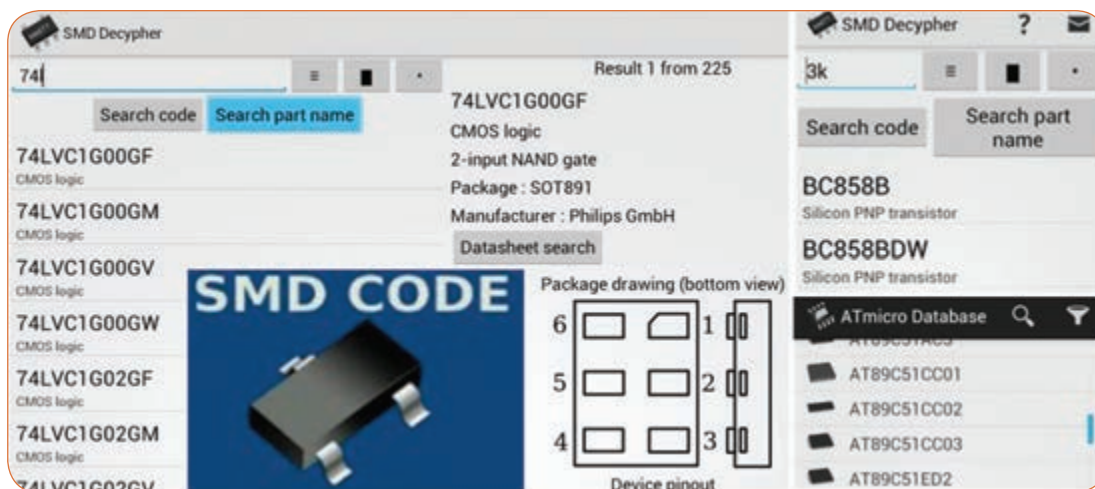 SMD Decypher
74l
Search code
Search part name
74LVC1G00GF
CMOS logic
74LVC1G00GM
CMOS logic
74LVC1G00GV
CMOS logic
74LVC1G00GW
CMOS logic
74LVC1G02GF
CMOS logic
74LVC1G02GM
CMOS logic
74LVC1G02GV
Result 1 from 225
74LVC1G00GF
CMOS logic
2-input NAND gate
Package : SOT891
Manufacturer : Philips GmbH
Datasheet search
SMD CODE
Package drawing (bottom view)
6 1
5 2
4 3
Device pinout
SMD Decypher ?
3k
Search code
Search part
name
BC858B
Silicon PNP transistor
BC858BDW
Silicon PNP transistor
ATmicro Database
AT89C51AC3
AT89C51CC01
AT89C51CC02
AT89C51CC03
AT89C51ED2